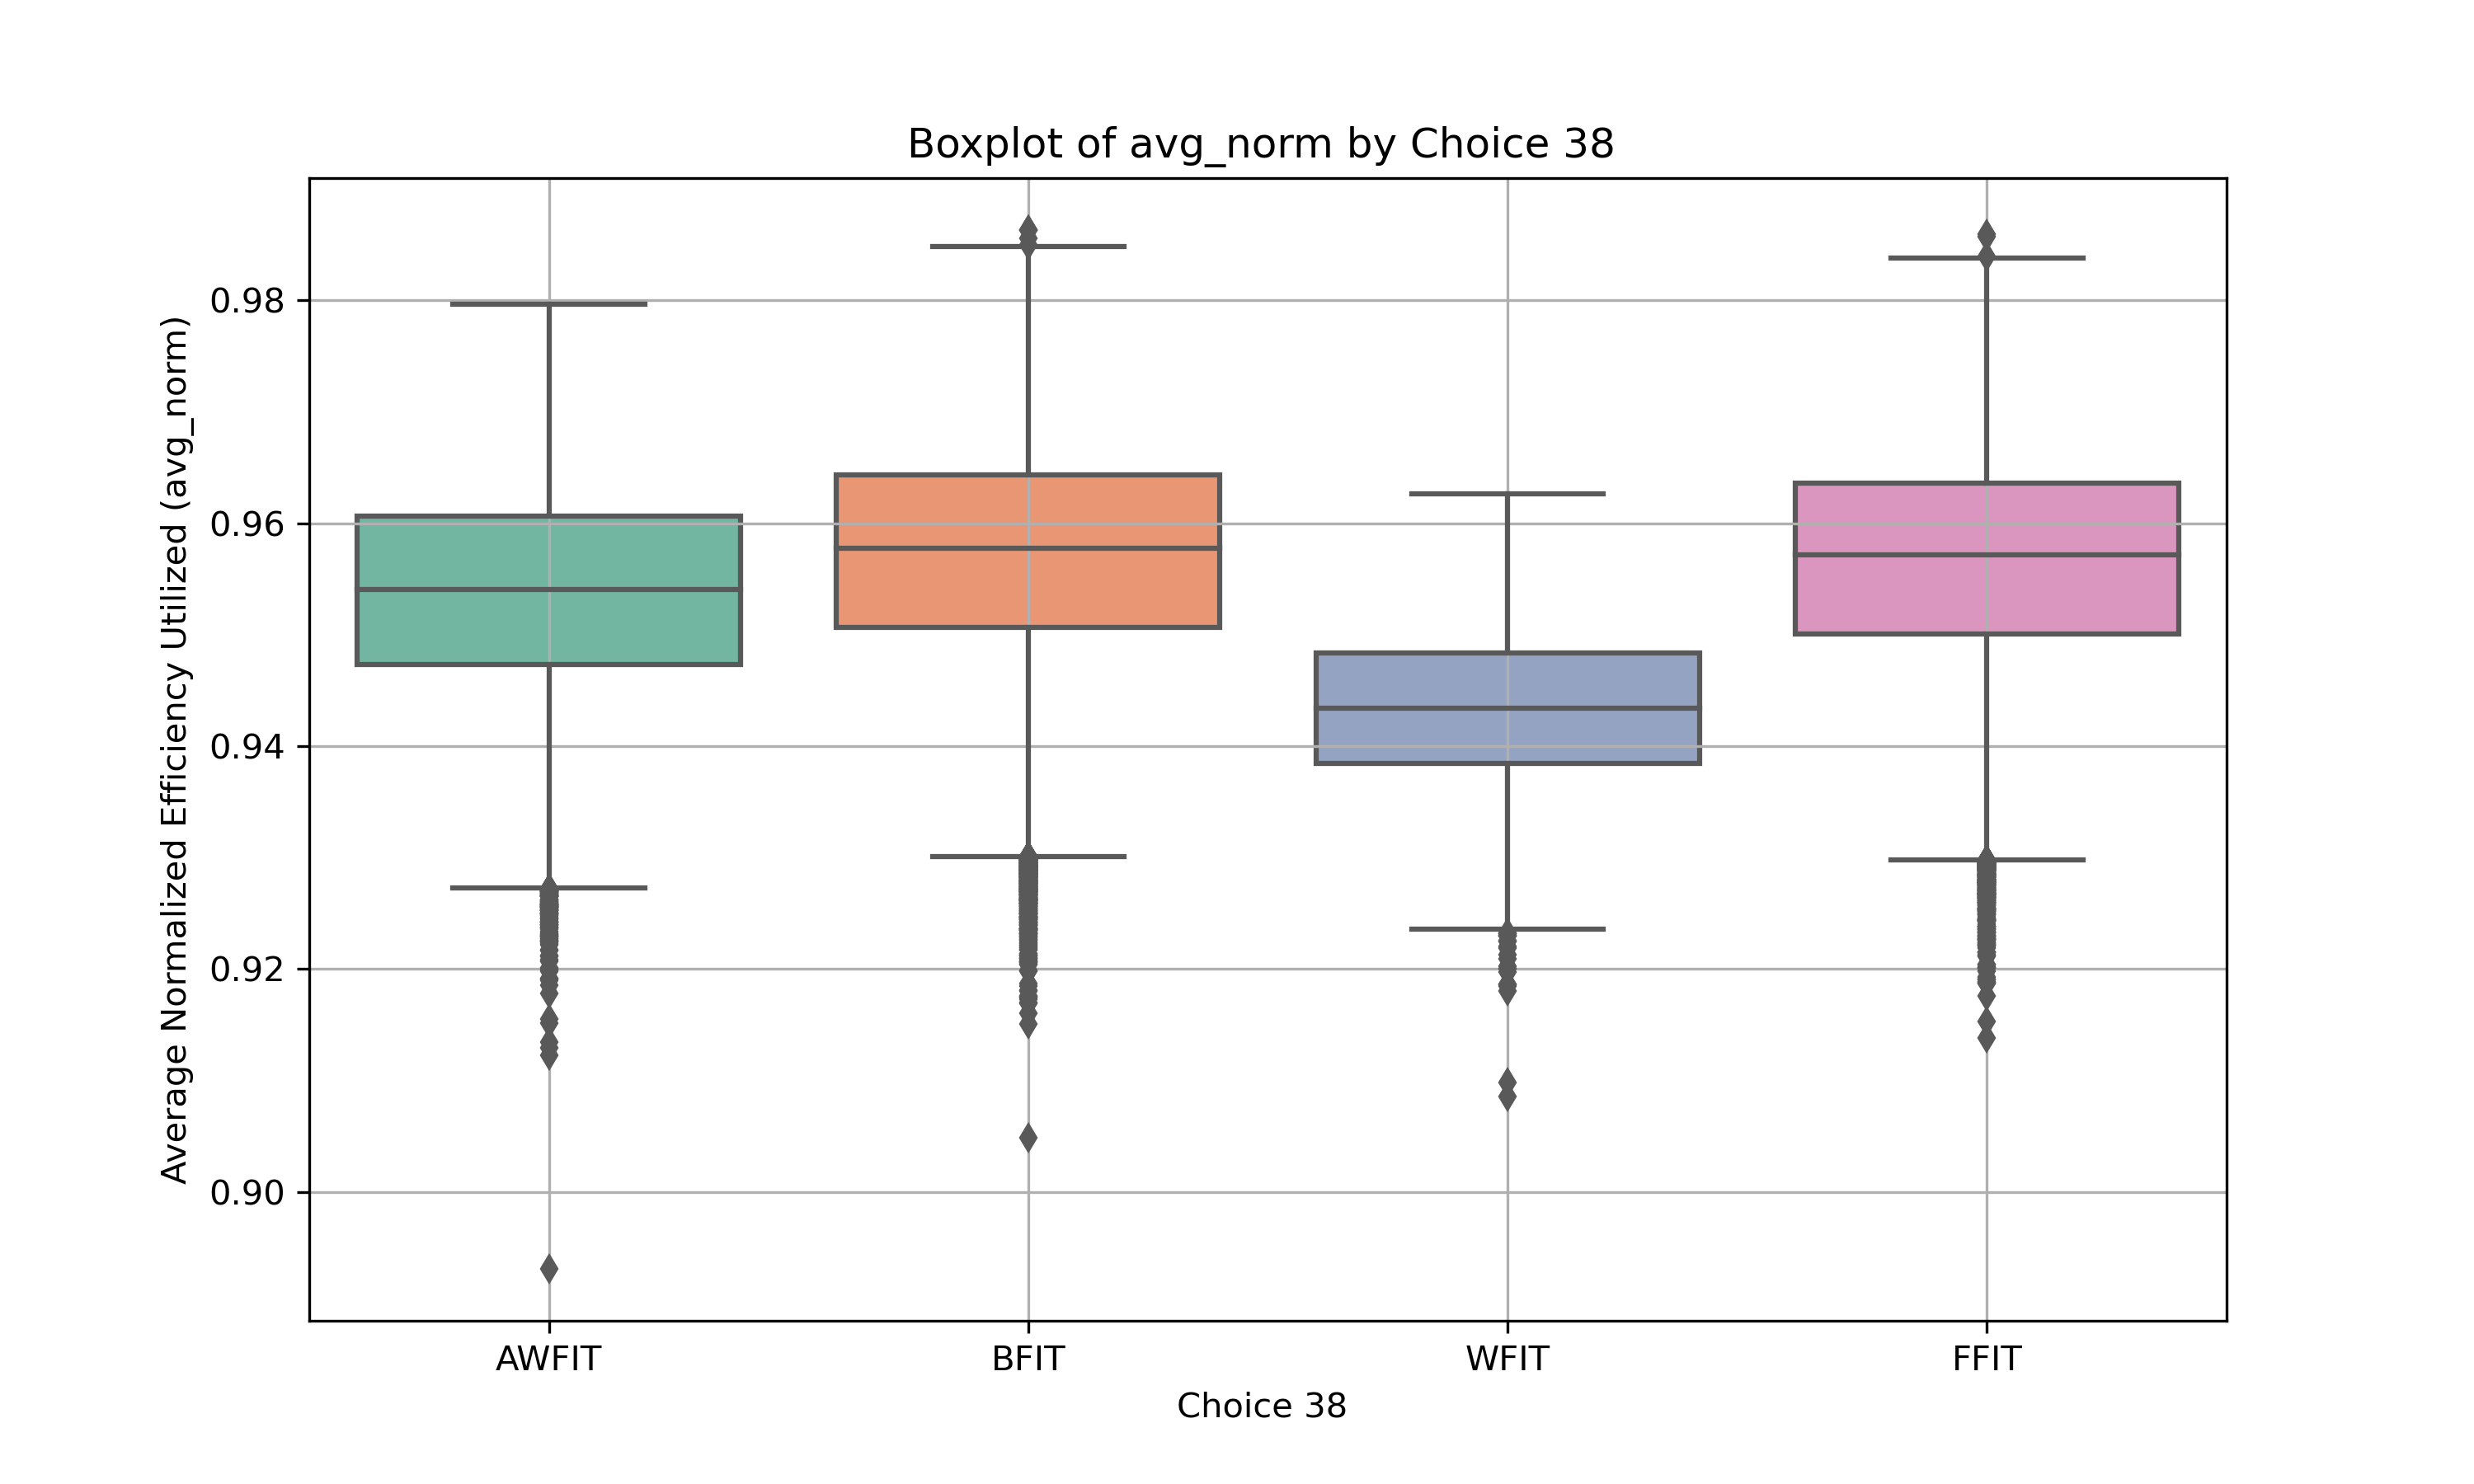 Boxplot of avg_norm by Choice 38
Average Normalized Efficiency Utilized (avg_norm)
0.98
0.96
0.94
0.92
0.90
AWFIT
BFIT
WFIT
FFIT
Choice 38